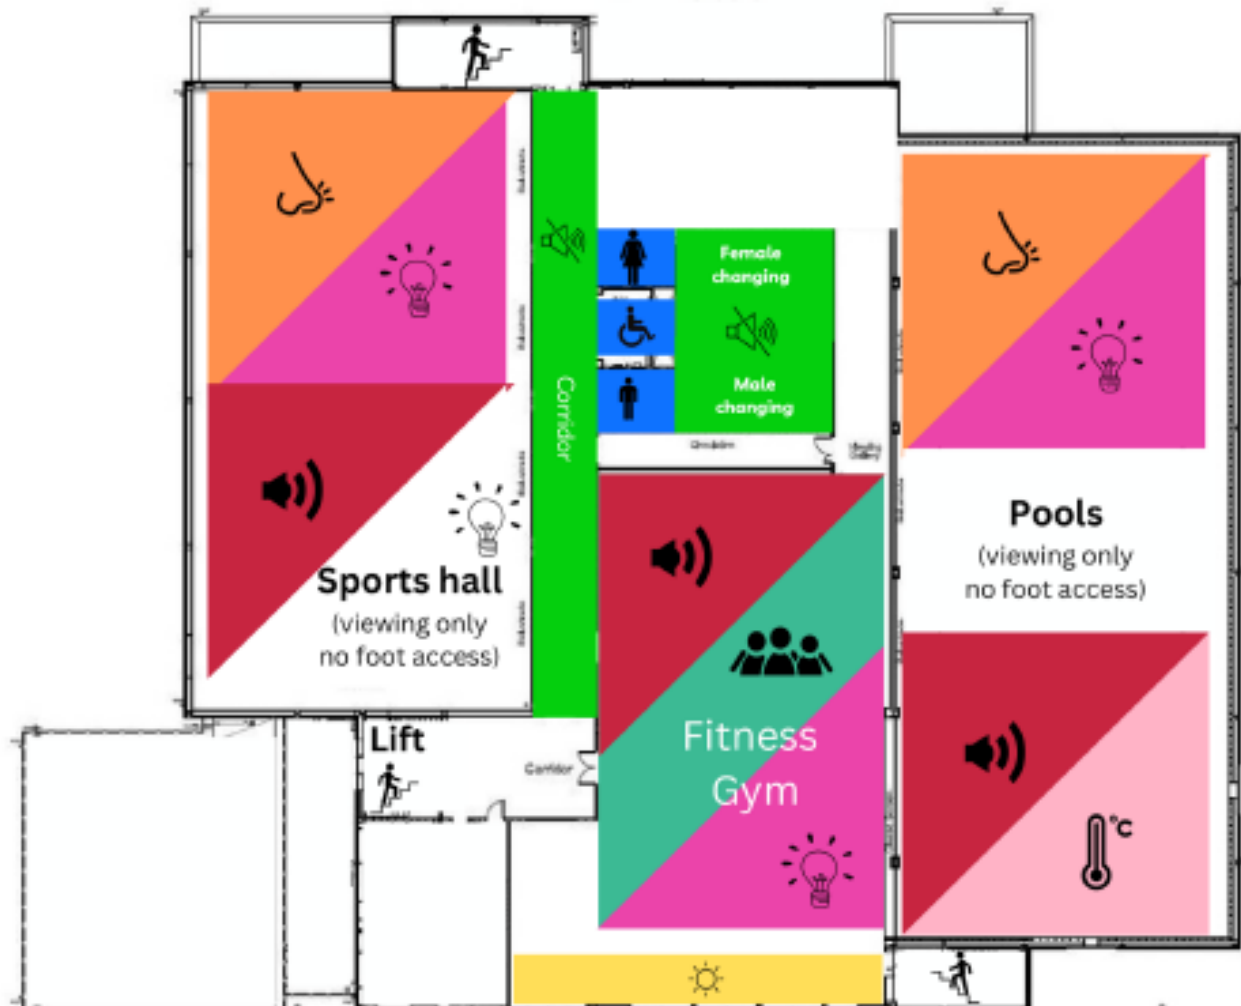 Female
changing
Male
changing
Corridor
Sports hall
(viewing only
no foot access)
Pools
(viewing only
no foot access)
Lift
Corridor
Fitness
Gym
°C